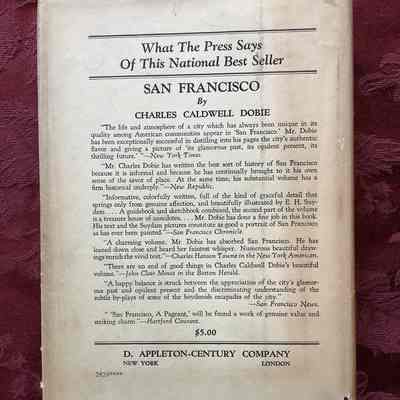 What The Press Says
Of This National Best Seller
SAN FRANCISCO
By
CHARLES CALDWELL DOBIE
"The life and atmosphere of a city which has always been unique in its
quality among American communities appear in 'San Francisco.' Mr. Dobie
has been exceptionally successful in distilling into his pages the city's authentic
flavor and giving a picture of 'its glamorous past, its opulent present, its
thrilling future.' "—New York Times.
"Mr. Charles Dobie has written the best sort of history of San Francisco
because it is informal and because he has continually brought to it his own
sense of the savor of place. At the same time, his substantial volume has a
firm historical underply."—New Republic.
"Informative, colorfully written, full of the kind of graceful detail that
springs only from genuine affection, and beautifully illustrated by E. H. Suy-
dam. . . . A guidebook and sketchbook combined, the second part of the volume
is a treasure house of anecdotes. . . . Mr. Dobie has done a fine job in this book.
His text and the Suydam pictures constitute as good a portrait of San Francisco
as has ever been painted."—San Francisco Chronicle.
"A charming volume. Mr. Dobie has absorbed San Francisco. He has
leaned down close and heard her faintest whisper. Numerous beautiful draw-
ings enrich the vivid text."—Charles Hanson Towne in the New York American.
"There are no end of good things in Charles Caldwell Dobie's beautiful
volume."—John Clair Minot in the Boston Herald.
"A happy balance is struck between the appreciation of the city's glamor-
ous past and opulent present and the discriminating understanding of the
subtle by-plays of some of the hoydenish escapades of the city."
—San Francisco News.
" 'San Francisco, A Pageant,' will be found a work of genuine value and
striking charm."—Hartford Courant.
$5.00
D. APPLETON-CENTURY COMPANY
NEW YORK LONDON